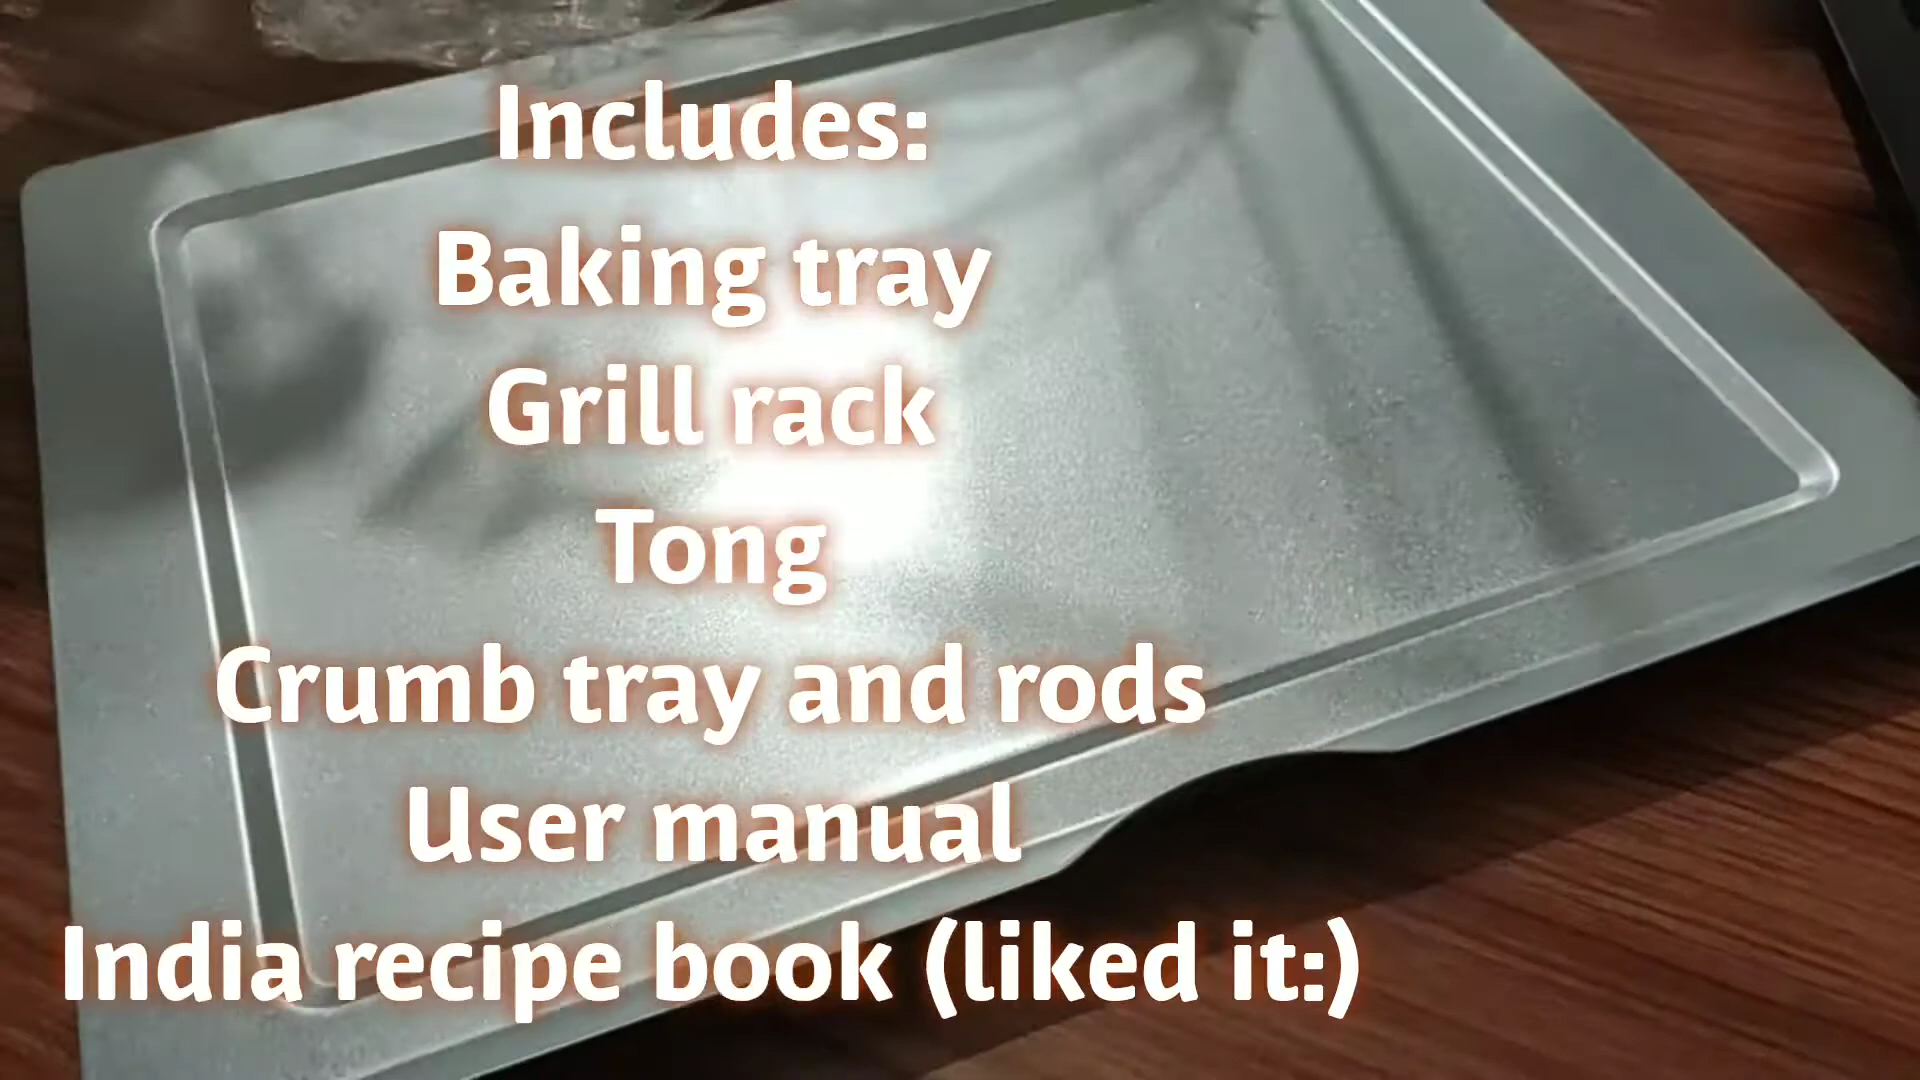 Includes:
Baking tray
Grill rack
Tong
Crumb tray and rods
User manual
India recipe book (liked it:)